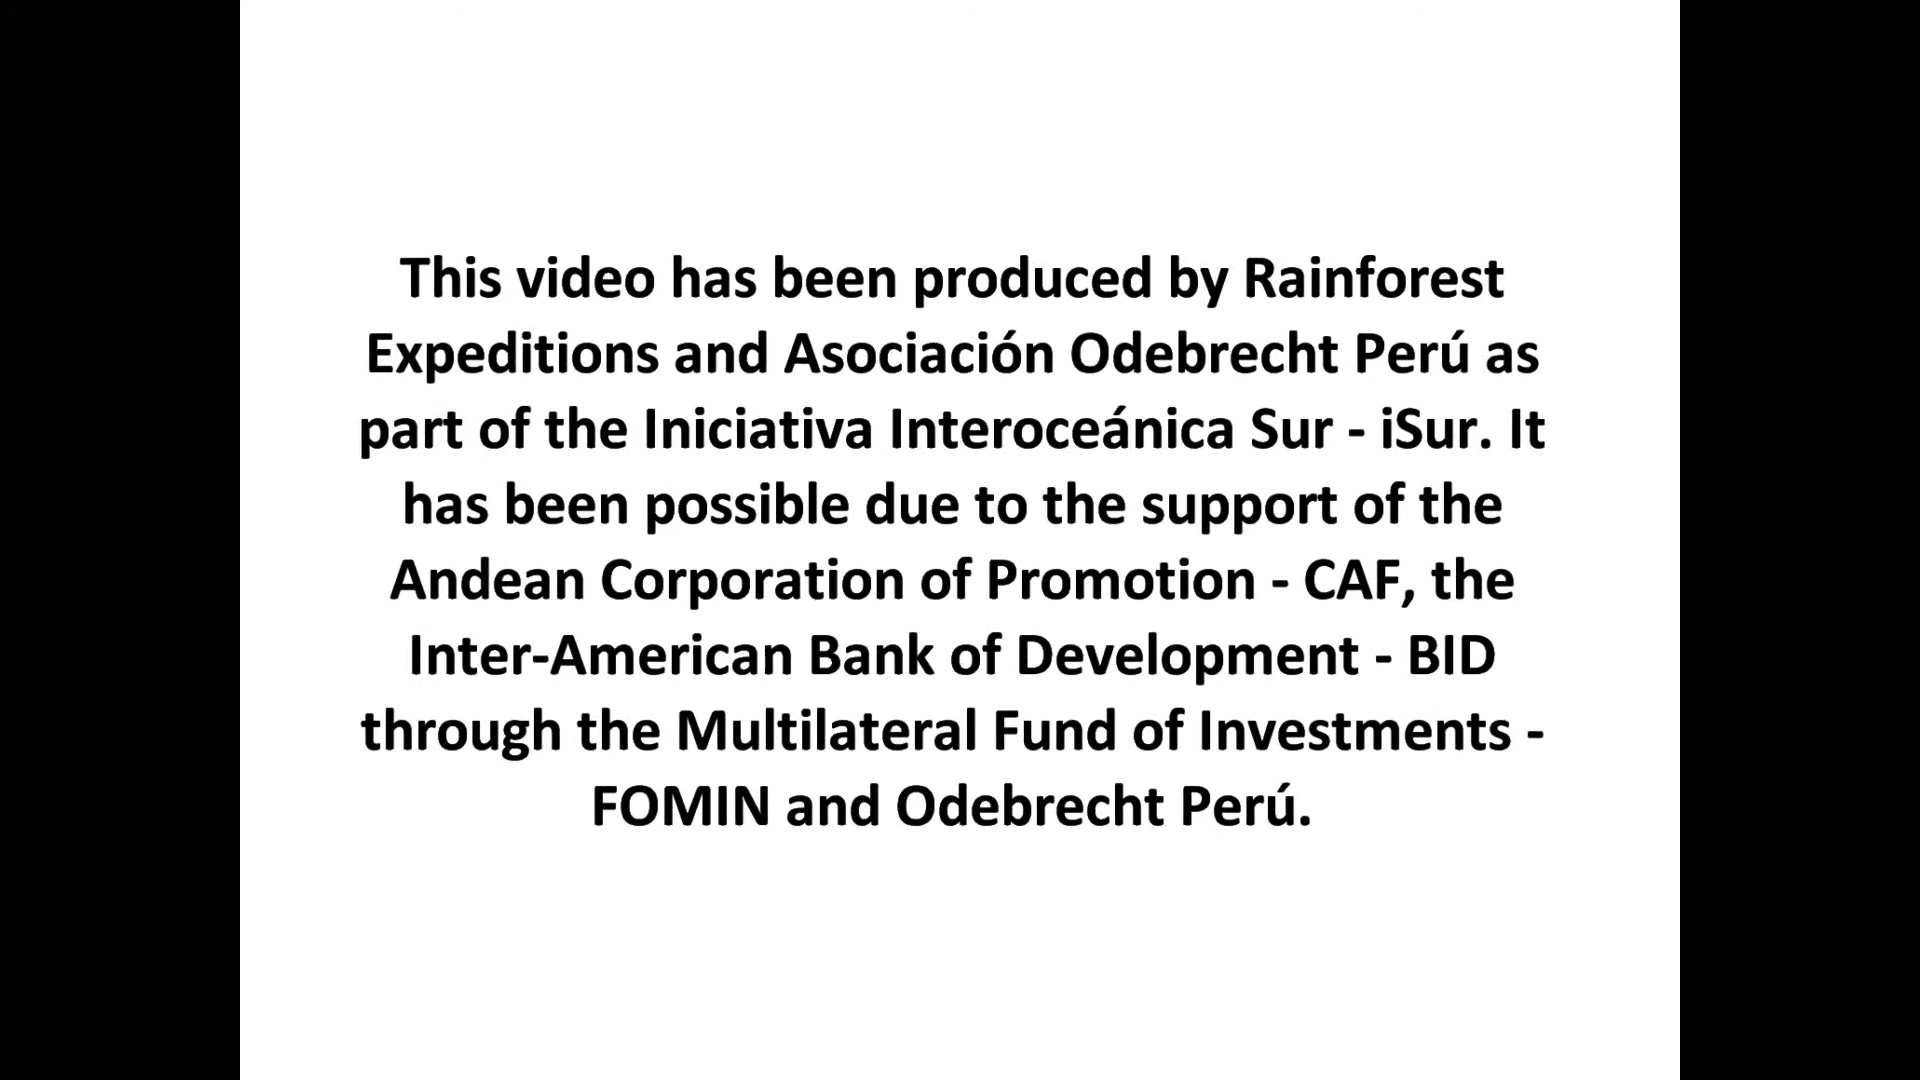 This video has been produced by Rainforest
Expeditions and Asociación Odebrecht Perú as
part of the Iniciativa Interoceánica Sur - iSur. It
has been possible due to the support of the
Andean Corporation of Promotion - CAF, the
Inter-American Bank of Development - BID
through the Multilateral Fund of Investments -
FOMIN and Odebrecht Perú.